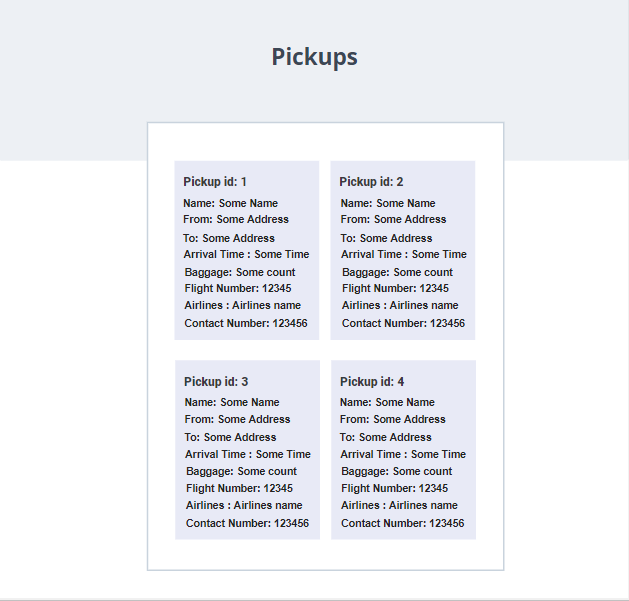 Pickups
Pickup id: 1
Name: Some Name
From: Some Address
To: Some Address
Arrival Time : Some Time
Baggage: Some count
Flight Number: 12345
Airlines : Airlines name
Contact Number: 123456
Pickup id: 2
Name: Some Name
From: Some Address
To: Some Address
Arrival Time : Some Time
Baggage: Some count
Flight Number: 12345
Airlines : Airlines name
Contact Number: 123456
Pickup id: 3
Name: Some Name
From: Some Address
To: Some Address
Arrival Time : Some Time
Baggage: Some count
Flight Number: 12345
Airlines : Airlines name
Contact Number: 123456
Pickup id: 4
Name: Some Name
From: Some Address
To: Some Address
Arrival Time : Some Time
Baggage: Some count
Flight Number: 12345
Airlines : Airlines name
Contact Number: 123456